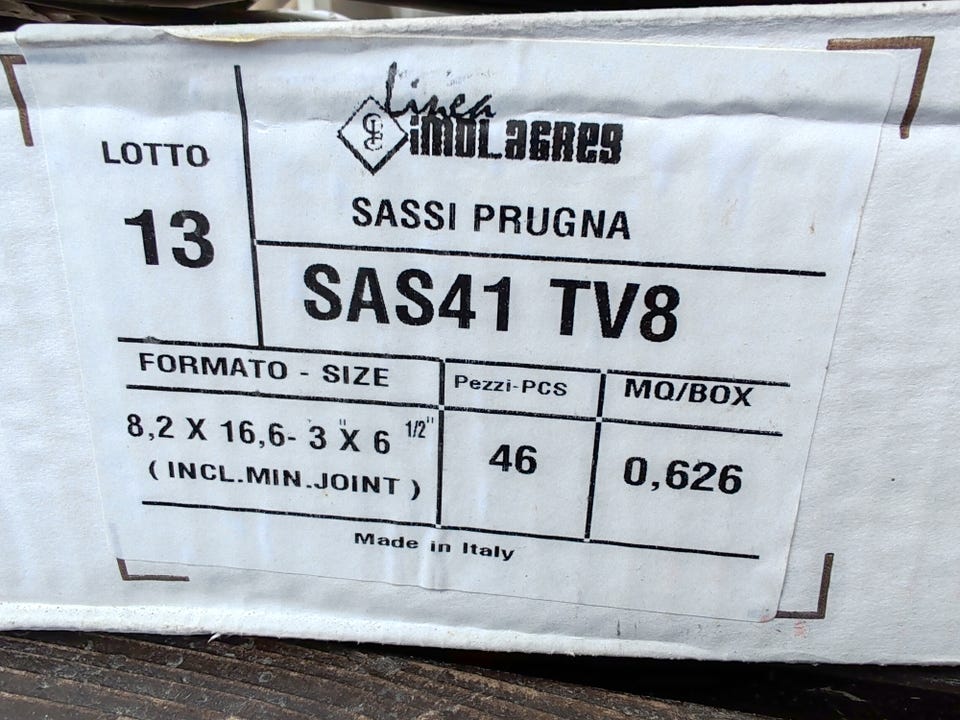 LOTTO
13
Linea
iMOLAGRES
SASSI PRUGNA
SAS41 TV8
FORMATO - SIZE
Pezzi-PCS
MQ/BOX
8,2 X 16,6- 3" X 6 1/2"
( INCL.MIN.JOINT )
46
0,626
Made in Italy